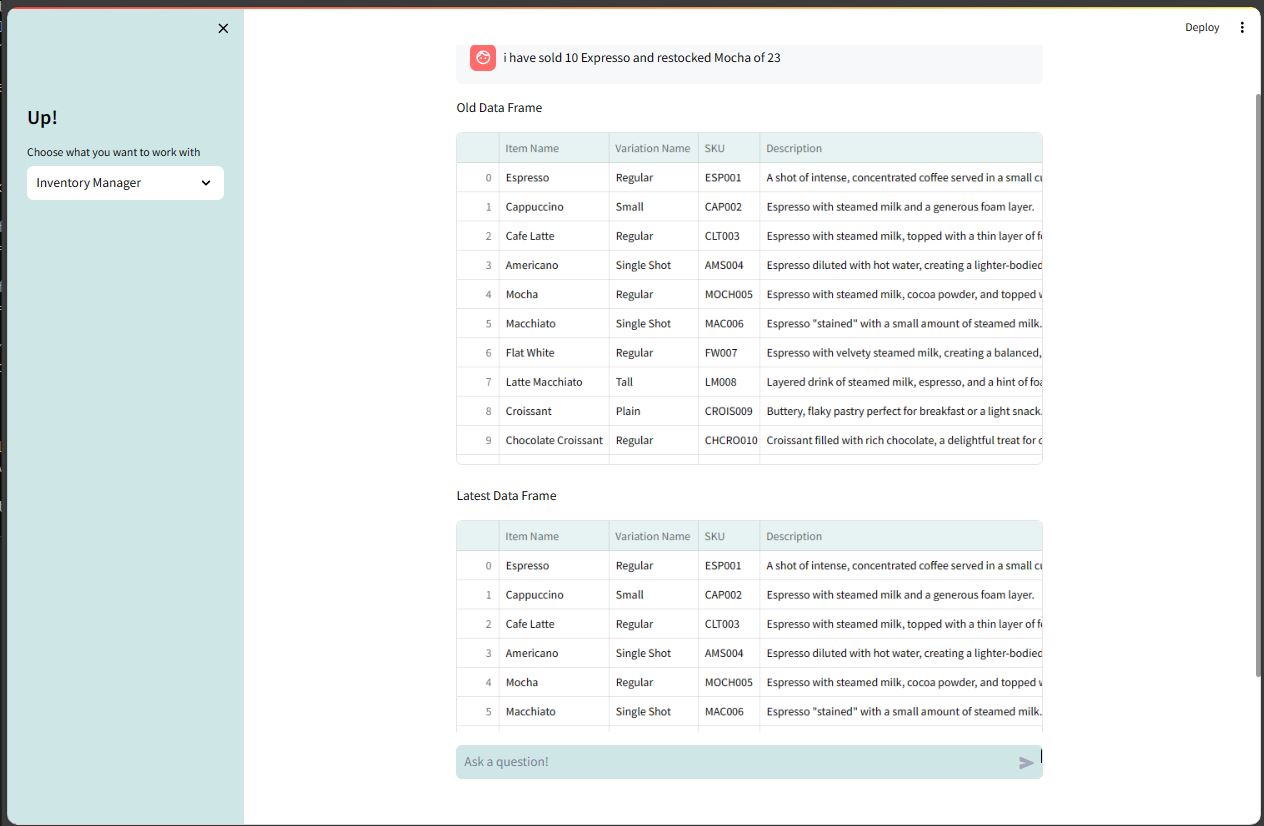 Deploy
Up!
Choose what you want to work with
Inventory Manager
i have sold 10 Expresso and restocked Mocha of 23
Old Data Frame
Item Name Variation Name SKU Description
0 Espresso Regular ESP001 A shot of intense, concentrated coffee served in a small
1 Cappuccino Small CAP002 Espresso with steamed milk and a generous foam layer.
2 Cafe Latte Regular CLT003 Espresso with steamed milk, topped with a thin layer of
3 Americano Single Shot AMS004 Espresso diluted with hot water, creating a lighter-bodied
4 Mocha Regular MOCH005 Espresso with steamed milk, cocoa powder, and topped
5 Macchiato Single Shot MAC006 Espresso "stained" with a small amount of steamed milk.
6 Flat White Regular FW007 Espresso with velvety steamed milk, creating a balanced,
7 Latte Macchiato Tall LM008 Layered drink of steamed milk, espresso, and a hint of
8 Croissant Plain CROIS009 Buttery, flaky pastry perfect for breakfast or a light snack.
9 Chocolate Croissant Regular CHCRO010 Croissant filled with rich chocolate, a delightful treat for
Latest Data Frame
Item Name Variation Name SKU Description
0 Espresso Regular ESP001 A shot of intense, concentrated coffee served in a small
1 Cappuccino Small CAP002 Espresso with steamed milk and a generous foam layer.
2 Cafe Latte Regular CLT003 Espresso with steamed milk, topped with a thin layer of
3 Americano Single Shot AMS004 Espresso diluted with hot water, creating a lighter-bodied
4 Mocha Regular MOCH005 Espresso with steamed milk, cocoa powder, and topped
5 Macchiato Single Shot MAC006 Espresso "stained" with a small amount of steamed milk.
Ask a question!